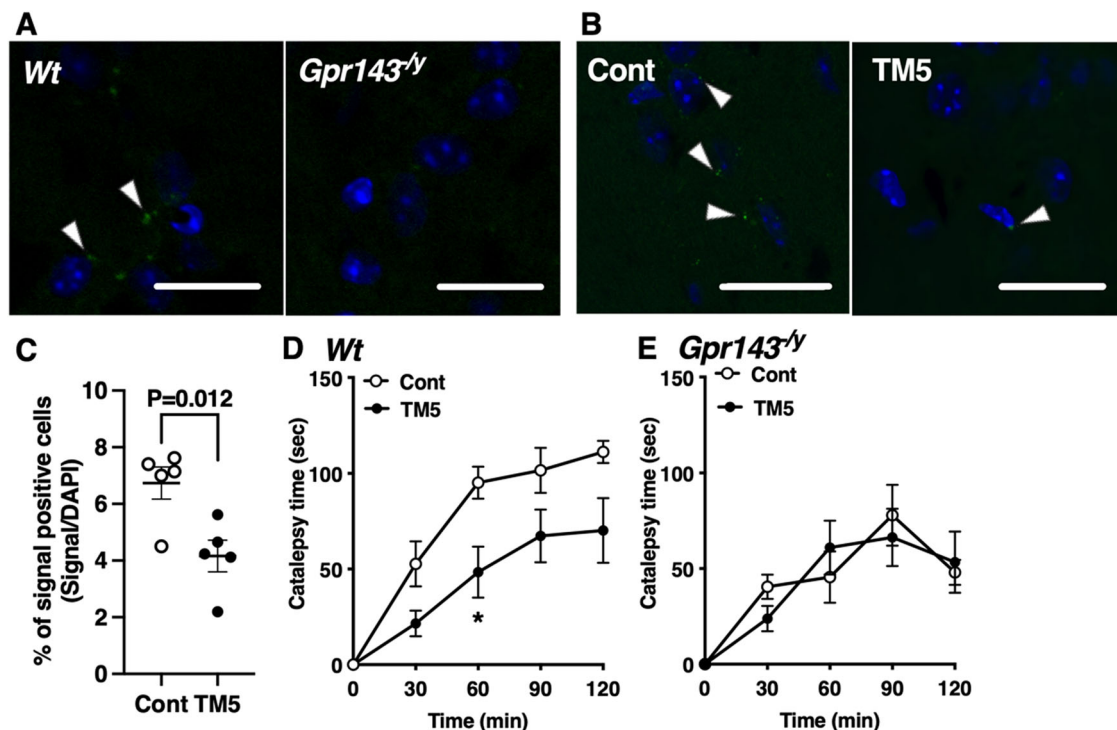 A
B
Wt
Gpr143-/y
Cont
TM5
C
% of signal positive cells
(Signal/DAPI)
10
8
6
4
2
0
P=0.012
Cont TM5
D Wt
Cont
TM5
Catalepsy time (sec)
150
100
50
0
*
0 30 60 90 120
Time (min)
E Gpr143-/y
Cont
TM5
Catalepsy time (sec)
150
100
50
0
0 30 60 90 120
Time (min)